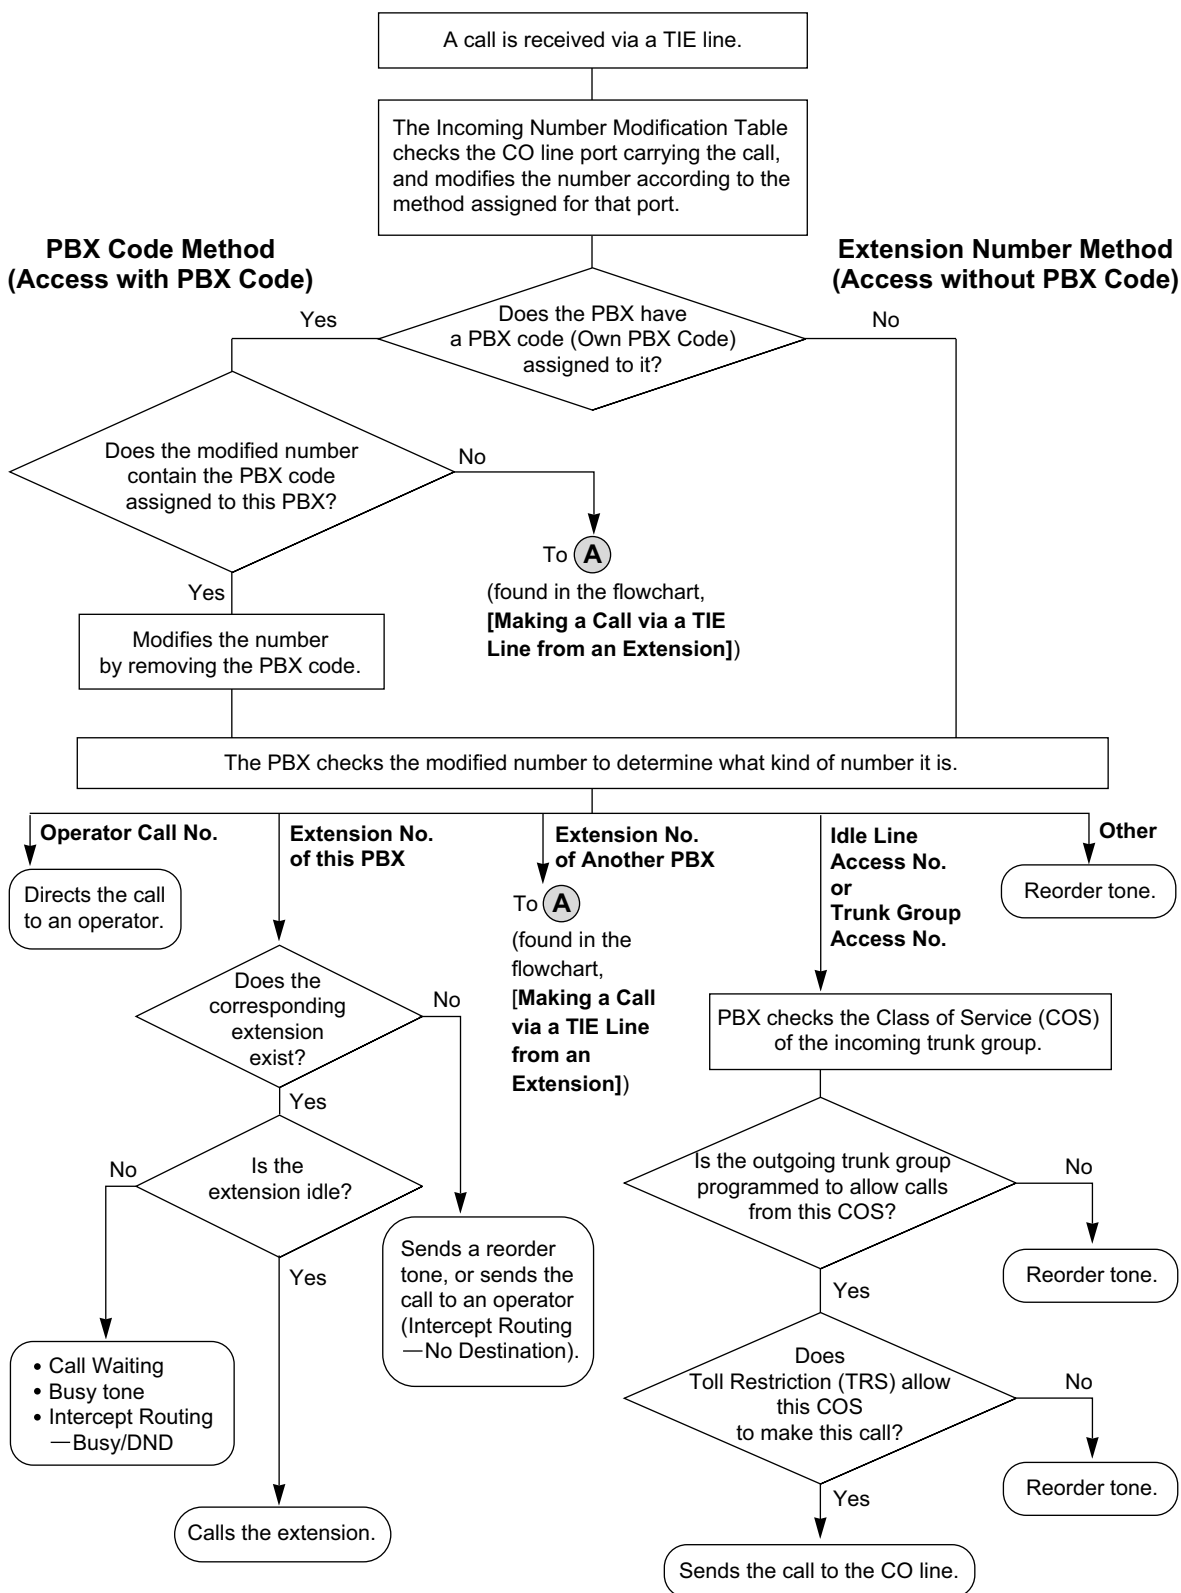 A call is received via a TIE line.
The Incoming Number Modification Table
checks the CO line port carrying the call,
and modifies the number according to the
method assigned for that port.
PBX Code Method
(Access with PBX Code)
Extension Number Method
(Access without PBX Code)
Yes
Does the PBX have
a PBX code (Own PBX Code)
assigned to it?
No
Does the modified number
contain the PBX code
assigned to this PBX?
No
To A
(found in the flowchart,
[Making a Call via a TIE
Line from an Extension])
Yes
Modifies the number
by removing the PBX code.
The PBX checks the modified number to determine what kind of number it is.
Operator Call No.
Directs the call
to an operator.
Extension No.
of this PBX
Extension No.
of Another PBX
To A
(found in the
flowchart,
[Making a Call
via a TIE Line
from an
Extension])
Idle Line
Access No.
or
Trunk Group
Access No.
Other
Reorder tone.
Does the
corresponding
extension
exist?
No
Yes
Is the
extension idle?
No
Yes
Sends a reorder
tone, or sends the
call to an operator
(Intercept Routing
—No Destination).
• Call Waiting
• Busy tone
• Intercept Routing
—Busy/DND
Calls the extension.
PBX checks the Class of Service (COS)
of the incoming trunk group.
Is the outgoing trunk group
programmed to allow calls
from this COS?
No
Reorder tone.
Yes
Does
Toll Restriction (TRS) allow
this COS
to make this call?
No
Reorder tone.
Yes
Sends the call to the CO line.